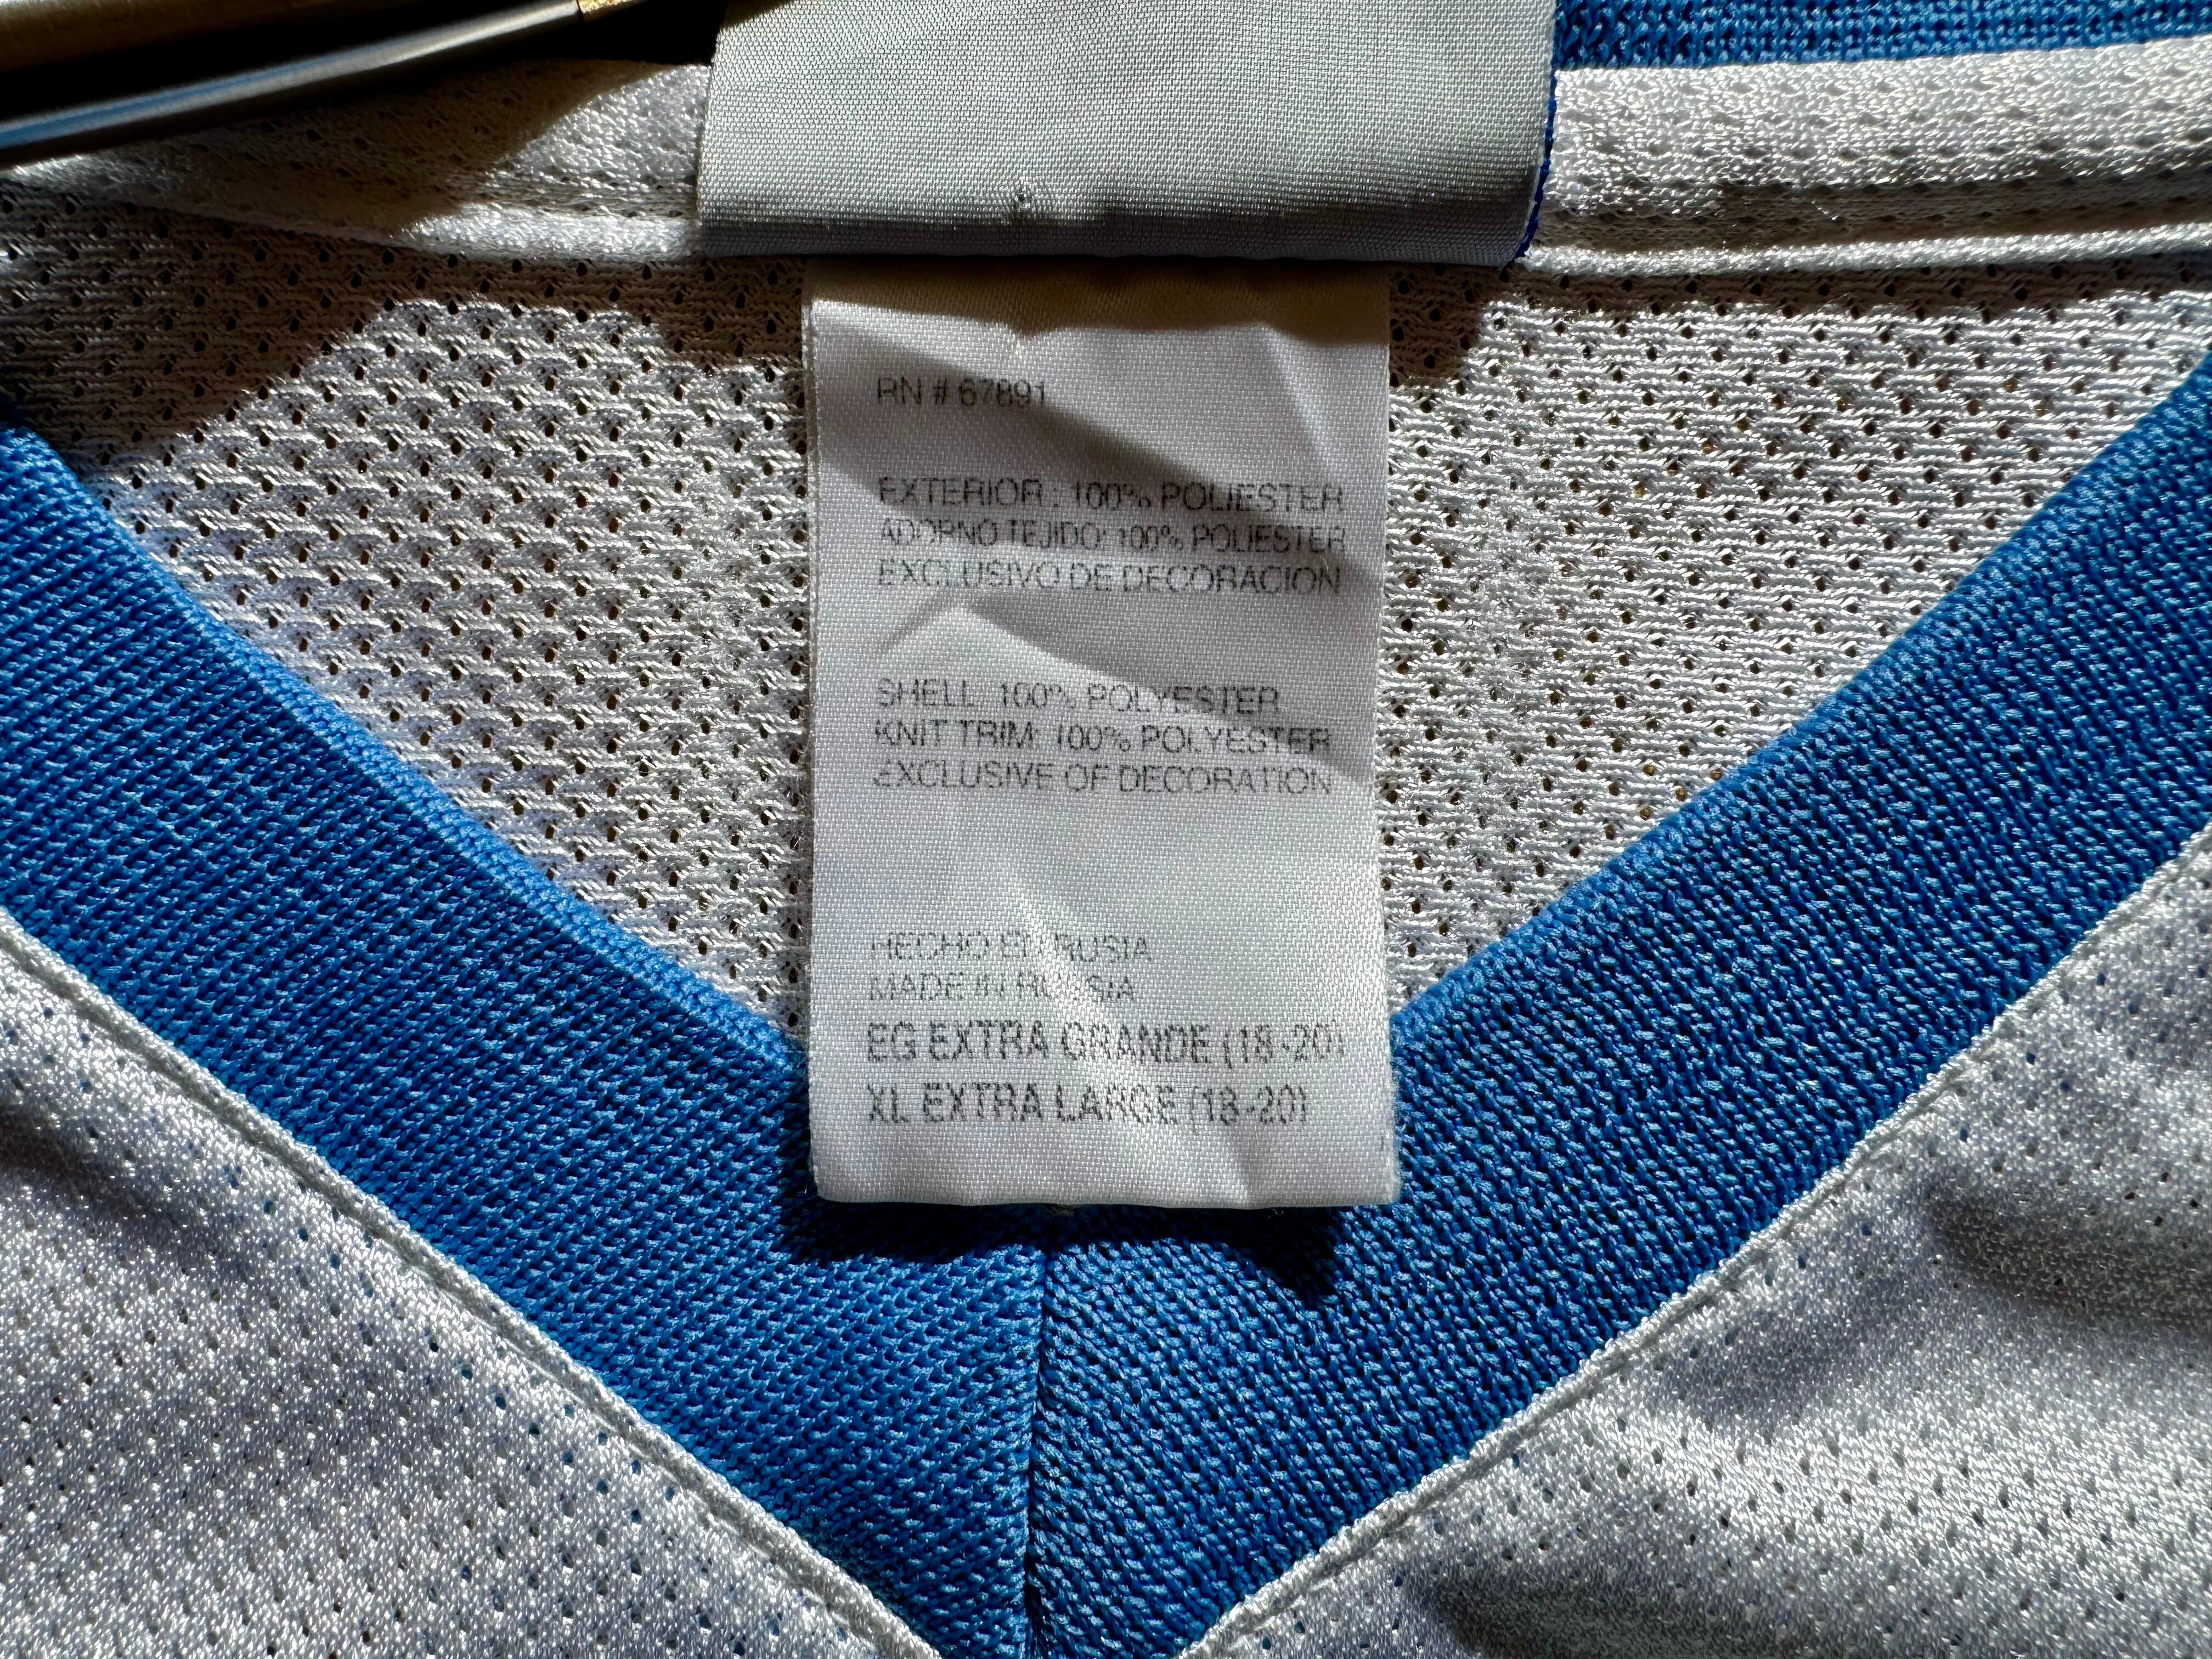 RN # 67891
EXTERIOR : 100% POLIESTER
ADORNO TEJIDO: 100% POLIESTER
EXCLUSIVO DE DECORACION
SHELL: 100% POLYESTER
KNIT TRIM: 100% POLYESTER
EXCLUSIVE OF DECORATION
HECHO EN RUSIA
MADE IN RUSSIA
EG EXTRA GRANDE (18-20)
XL EXTRA LARGE (18-20)